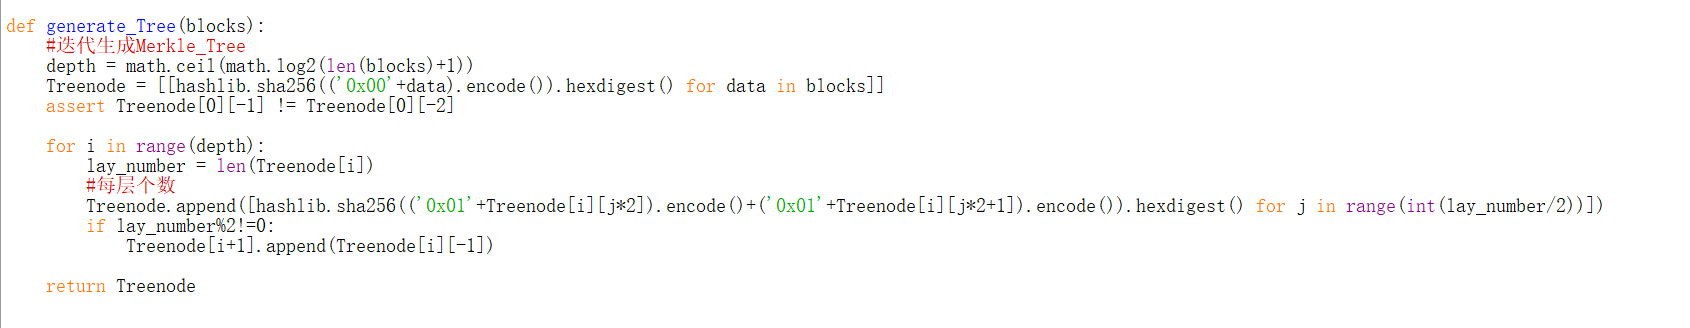 def generate_Tree(blocks):
    #迭代生成Merkle_Tree
    depth = math.ceil(math.log2(len(blocks)+1))
    Treenode = [[hashlib.sha256(('0x00'+data).encode()).hexdigest() for data in blocks]]
    assert Treenode[0][-1] != Treenode[0][-2]
    for i in range(depth):
        lay_number = len(Treenode[i])
        #每层个数
        Treenode.append([hashlib.sha256(('0x01'+Treenode[i][j*2]).encode()+('0x01'+Treenode[i][j*2+1]).encode()).hexdigest() for j in range(int(lay_number/2))])
        if lay_number%2!=0:
            Treenode[i+1].append(Treenode[i][-1])
    return Treenode